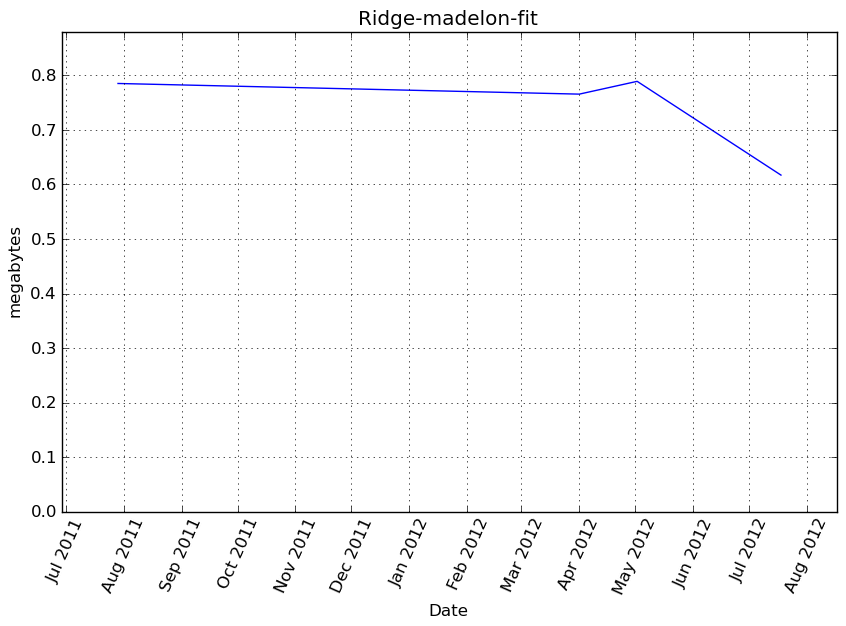 Ridge-madelon-fit
megabytes
0.8
0.7
0.6
0.5
0.4
0.3
0.2
0.1
0.0
Jul 2011
Aug 2011
Sep 2011
Oct 2011
Nov 2011
Dec 2011
Jan 2012
Feb 2012
Mar 2012
Apr 2012
May 2012
Jun 2012
Jul 2012
Aug 2012
Date